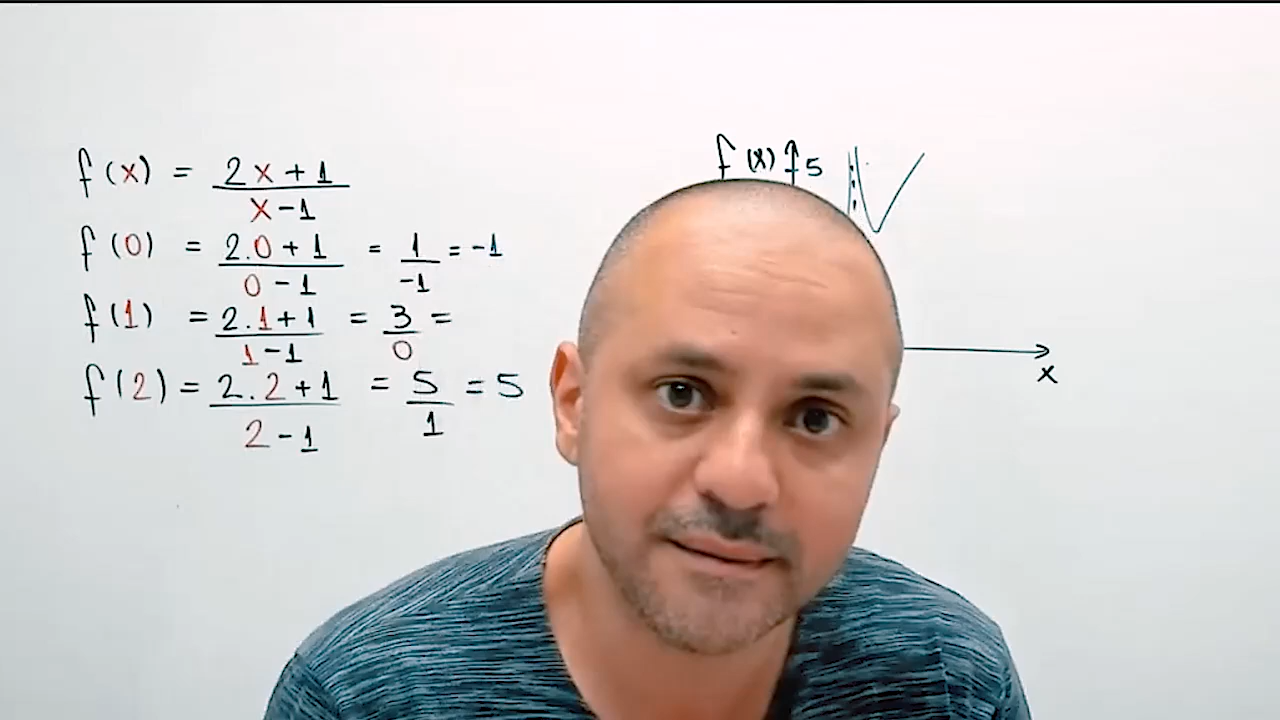 f(x) = 2x+1 / x-1
f(0) = 2.0+1 / 0-1 = 1 / -1 = -1
f(1) = 2.1+1 / 1-1 = 3 / 0 =
f(2) = 2.2+1 / 2-1 = 5 / 1 = 5
f(x) 5
x